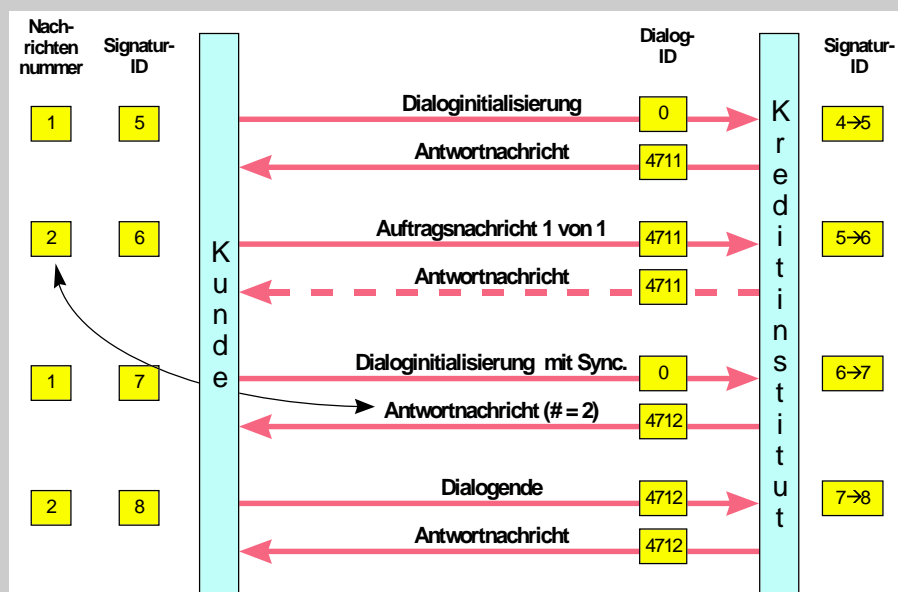 Nach-
richten
nummer
Signatur-
ID
Dialog-
ID
Signatur-
ID
Kunde
Kreditinstitut
1
5
Dialoginitialisierung
0
4→5
Antwortnachricht
4711
2
6
Auftragsnachricht 1 von 1
4711
5→6
Antwortnachricht
4711
1
7
Dialoginitialisierung mit Sync.
0
6→7
Antwortnachricht (# = 2)
4712
2
8
Dialogende
4712
7→8
Antwortnachricht
4712